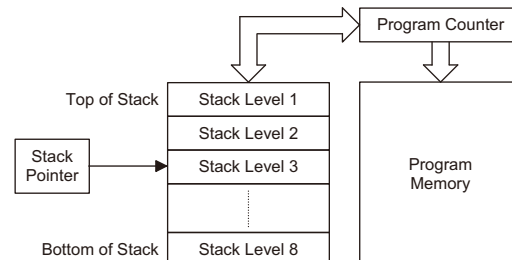 Program Counter
Top of Stack
Stack Level 1
Stack Level 2
Stack
Pointer
Stack Level 3
Program
Memory
Bottom of Stack
Stack Level 8